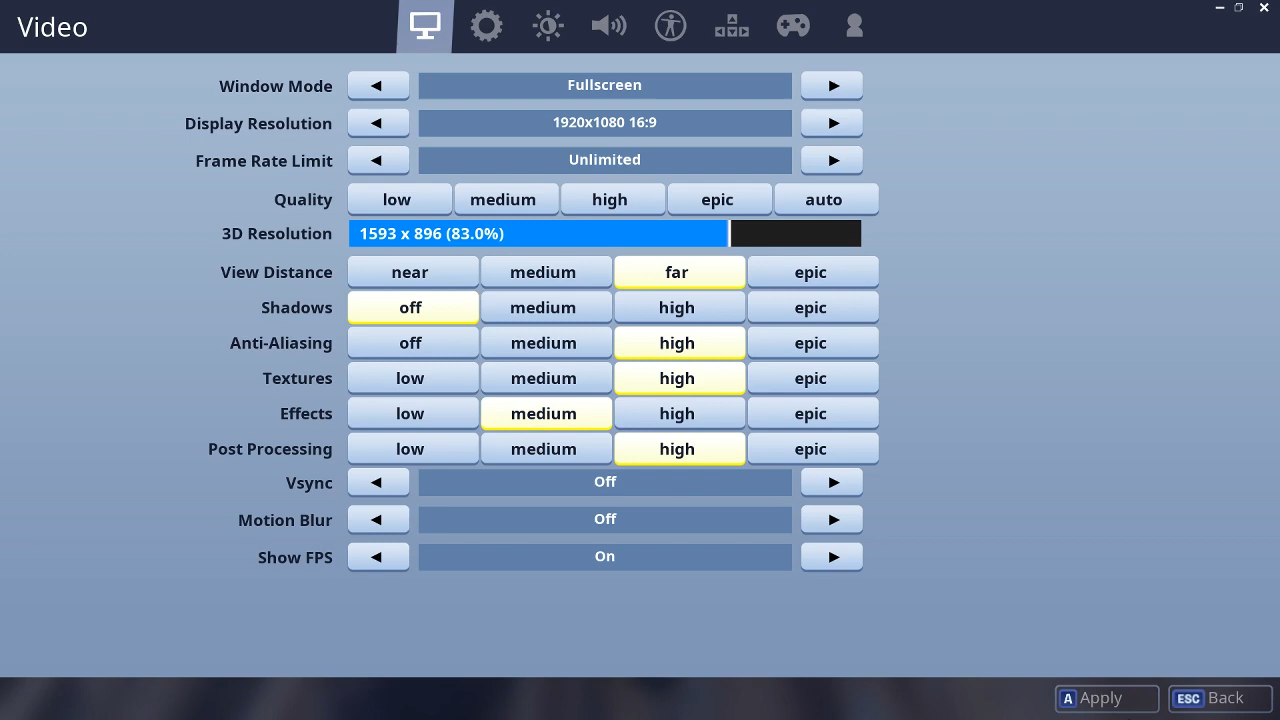 Video
Window Mode Fullscreen
Display Resolution 1920x1080 16:9
Frame Rate Limit Unlimited
Quality low medium high epic auto
3D Resolution 1593 x 896 (83.0%)
View Distance near medium far epic
Shadows off medium high epic
Anti-Aliasing off medium high epic
Textures low medium high epic
Effects low medium high epic
Post Processing low medium high epic
Vsync Off
Motion Blur Off
Show FPS On
A Apply ESC Back